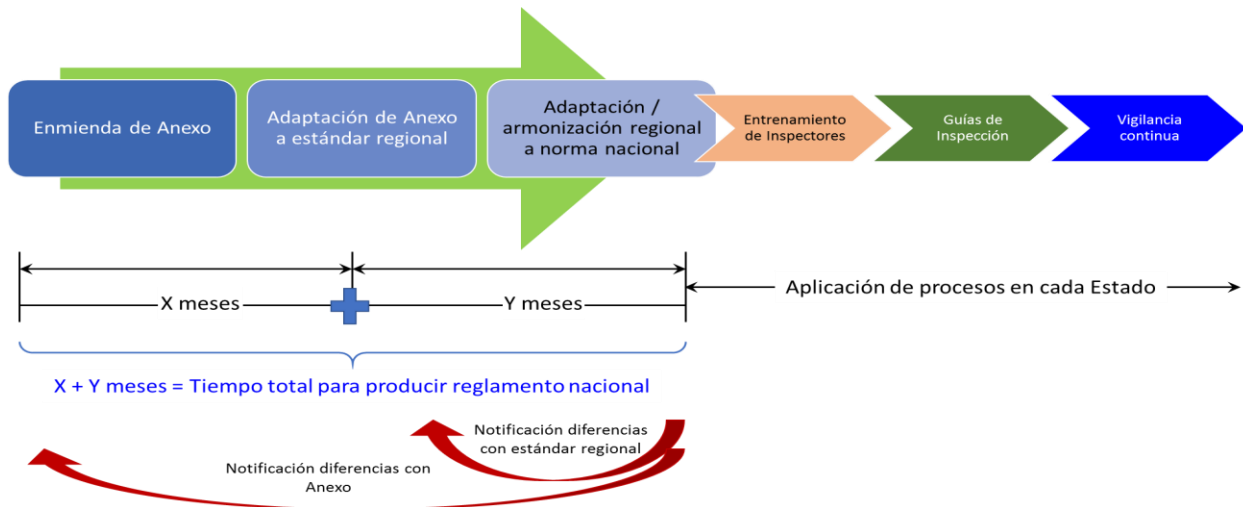 Enmienda de Anexo
Adaptación de Anexo
a estándar regional
Adaptación /
armonización regional
a norma nacional
Entrenamiento
de Inspectores
Guías de
Inspección
Vigilancia
continua
X meses
Y meses
Aplicación de procesos en cada Estado
X + Y meses = Tiempo total para producir reglamento nacional
Notificación diferencias
con estándar regional
Notificación diferencias con
Anexo